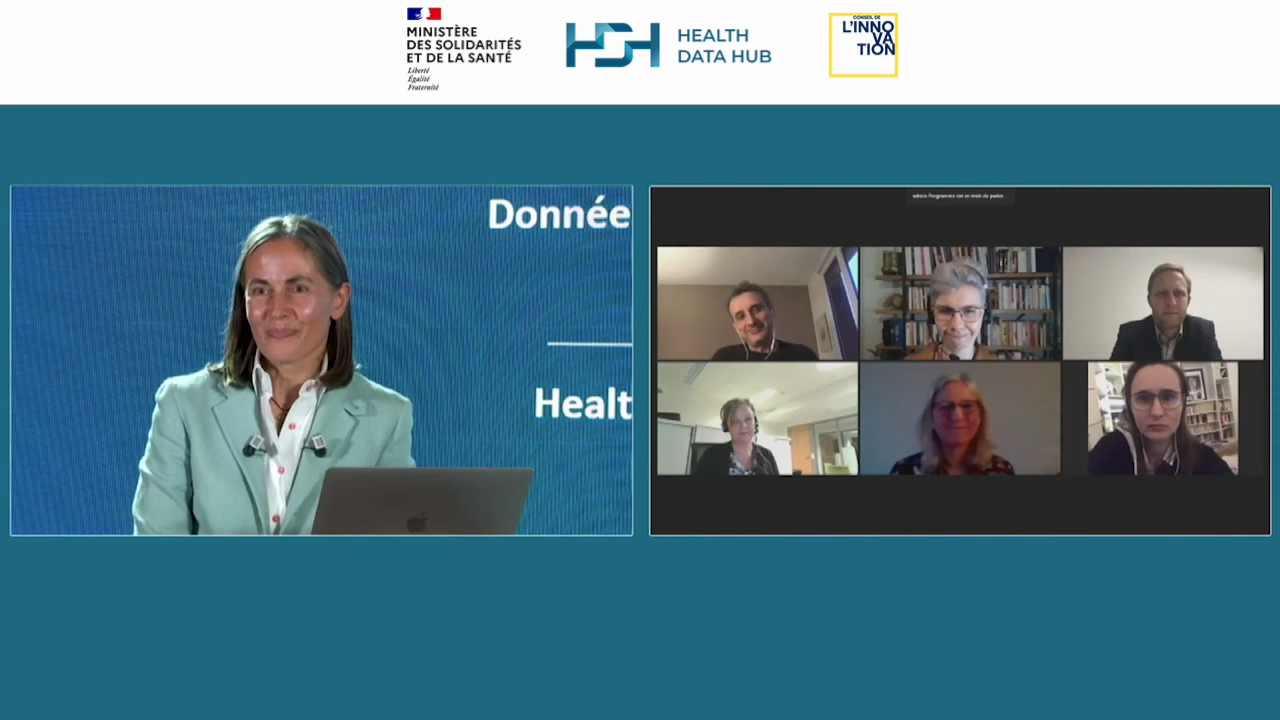 MINISTÈRE
DES SOLIDARITÉS
ET DE LA SANTÉ
Liberté
Égalité
Fraternité
HDH
HEALTH
DATA HUB
CONSEIL DE
L'INNO
VA
TION
Donnée
Healt